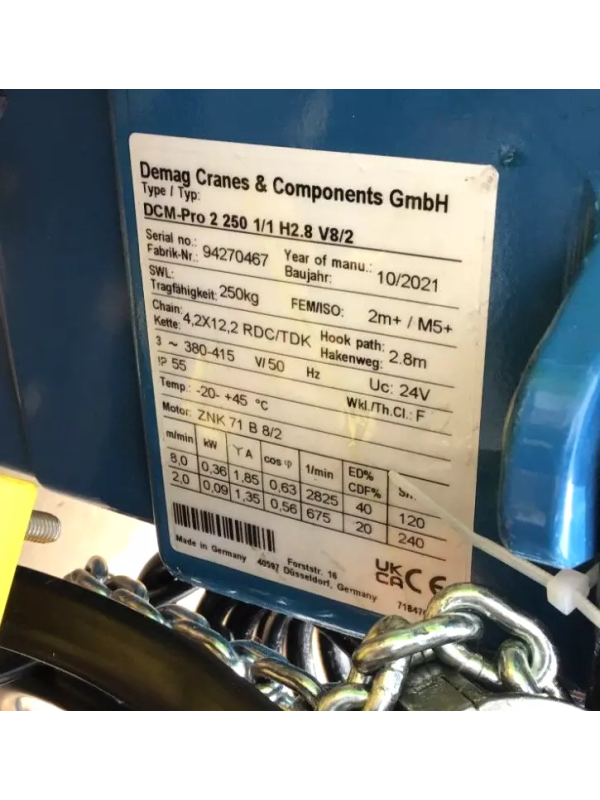 Demag Cranes & Components GmbH
Type / Typ:
DCM-Pro 2 250 1/1 H2.8 V8/2
Serial no.: Year of manu.:
Fabrik-Nr.: 94270467 Baujahr: 10/2021
SWL:
Tragfähigkeit: 250kg FEM/ISO: 2m+ / M5+
Chain: Hook path:
Kette: 4,2X12,2 RDC/TDK Hakenweg: 2.8m
3 ~ 380-415 V/ 50 Hz Uc: 24V
IP 55 Wkl./Th.Cl.: F
Temp.: -20- +45 °C
Motor: ZNK 71 B 8/2
m/min kW Y A cos φ 1/min ED% CDF%
8,0 0,36 1,85 0,63 2825 40 120
2,0 0,09 1,35 0,56 675 20 240
Made in Germany Forststr. 16
40597 Düsseldorf, Germany
UK CA CE